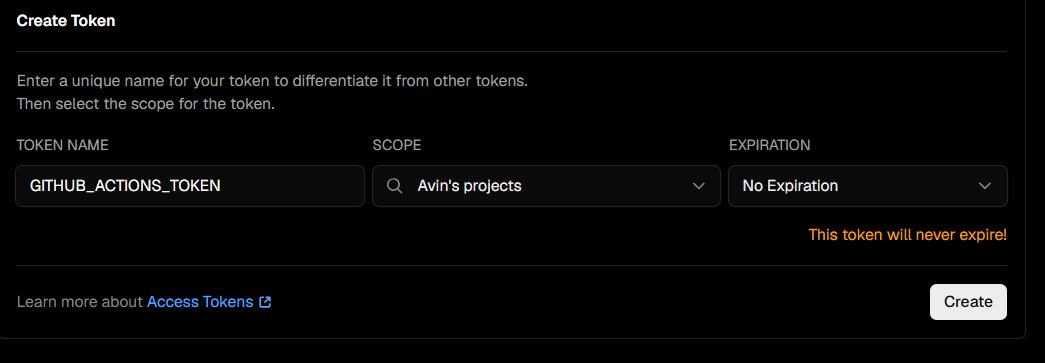 Create Token
Enter a unique name for your token to differentiate it from other tokens.
Then select the scope for the token.
TOKEN NAME
SCOPE
EXPIRATION
GITHUB_ACTIONS_TOKEN
Avin's projects
No Expiration
This token will never expire!
Learn more about Access Tokens
Create